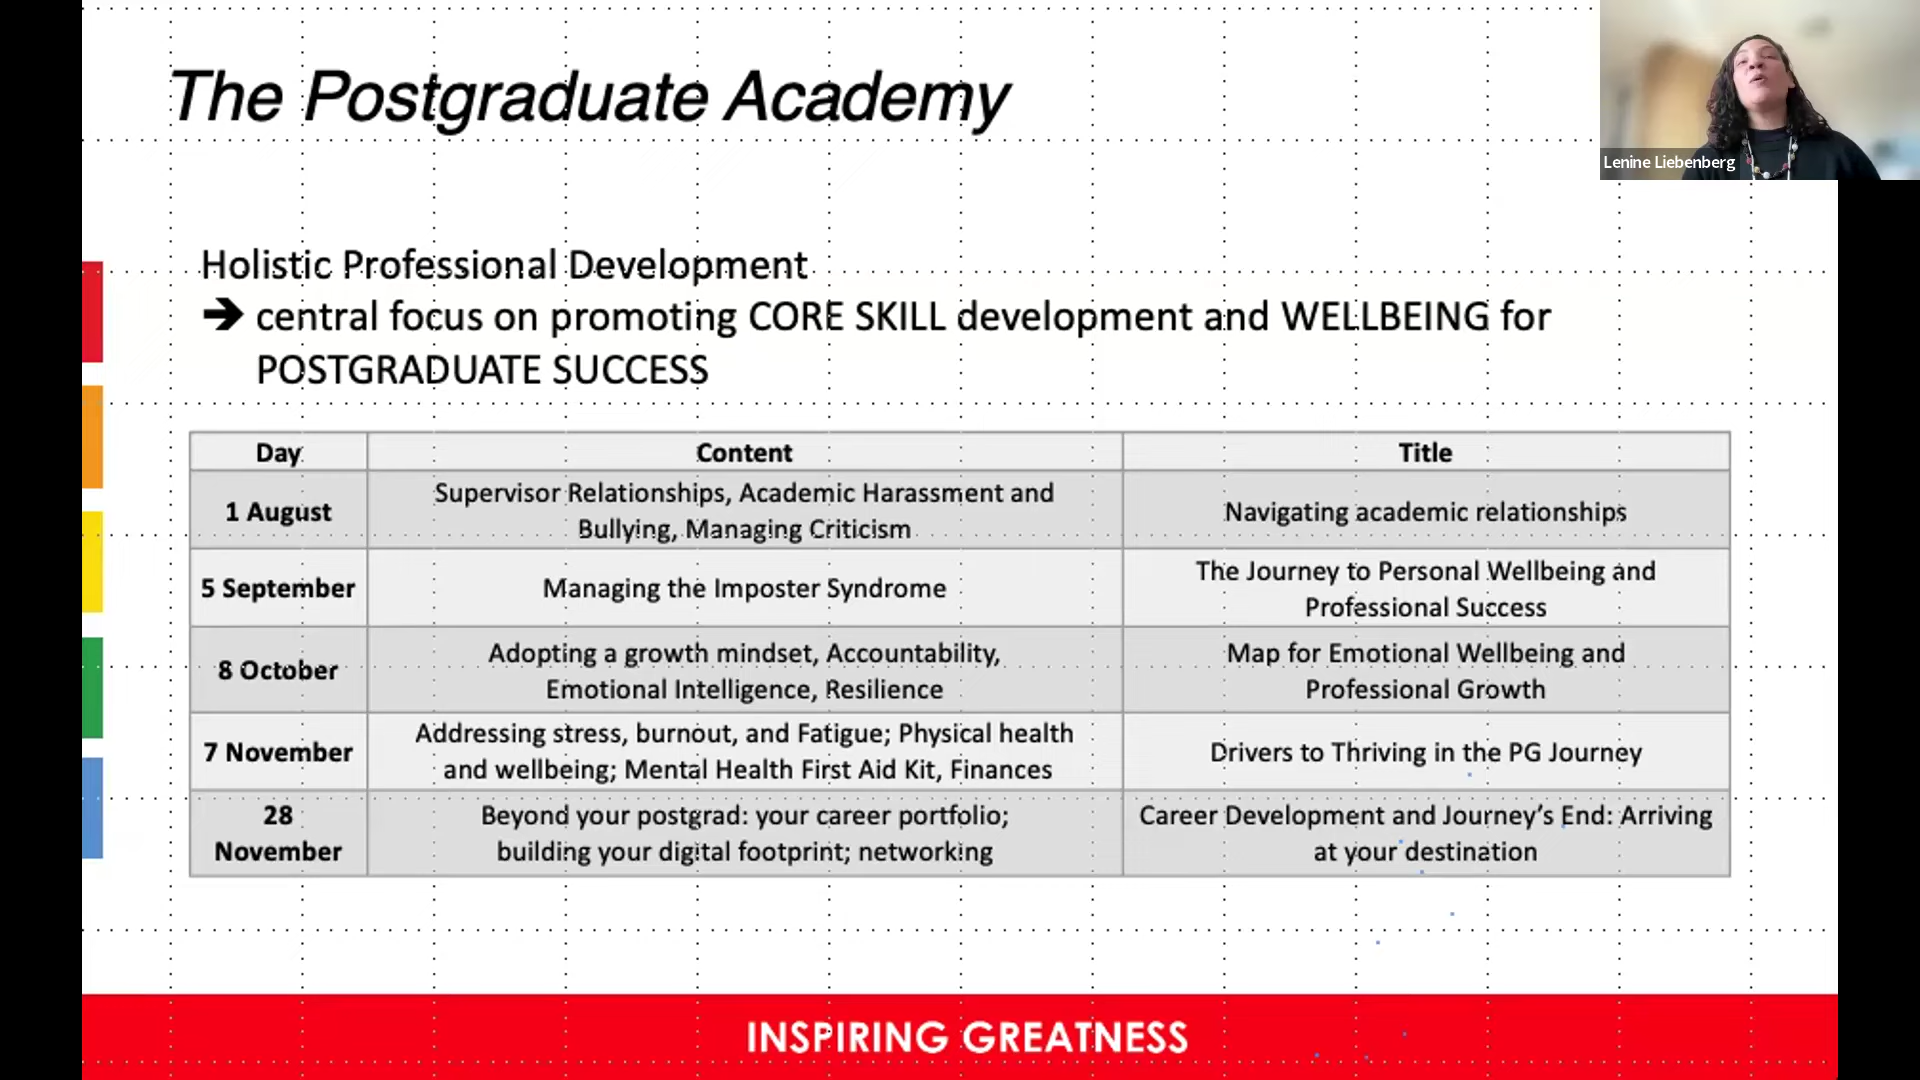 The Postgraduate Academy
Lenine Liebenberg
Holistic Professional Development
➔ central focus on promoting CORE SKILL development and WELLBEING for
POSTGRADUATE SUCCESS
Day Content Title
1 August
Supervisor Relationships, Academic Harassment and
Bullying, Managing Criticism
Navigating academic relationships
5 September
Managing the Imposter Syndrome
The Journey to Personal Wellbeing and
Professional Success
8 October
Adopting a growth mindset, Accountability,
Emotional Intelligence, Resilience
Map for Emotional Wellbeing and
Professional Growth
7 November
Addressing stress, burnout, and Fatigue; Physical health
and wellbeing; Mental Health First Aid Kit, Finances
Drivers to Thriving in the PG Journey
28
November
Beyond your postgrad: your career portfolio;
building your digital footprint; networking
Career Development and Journey’s End: Arriving
at your destination
INSPIRING GREATNESS